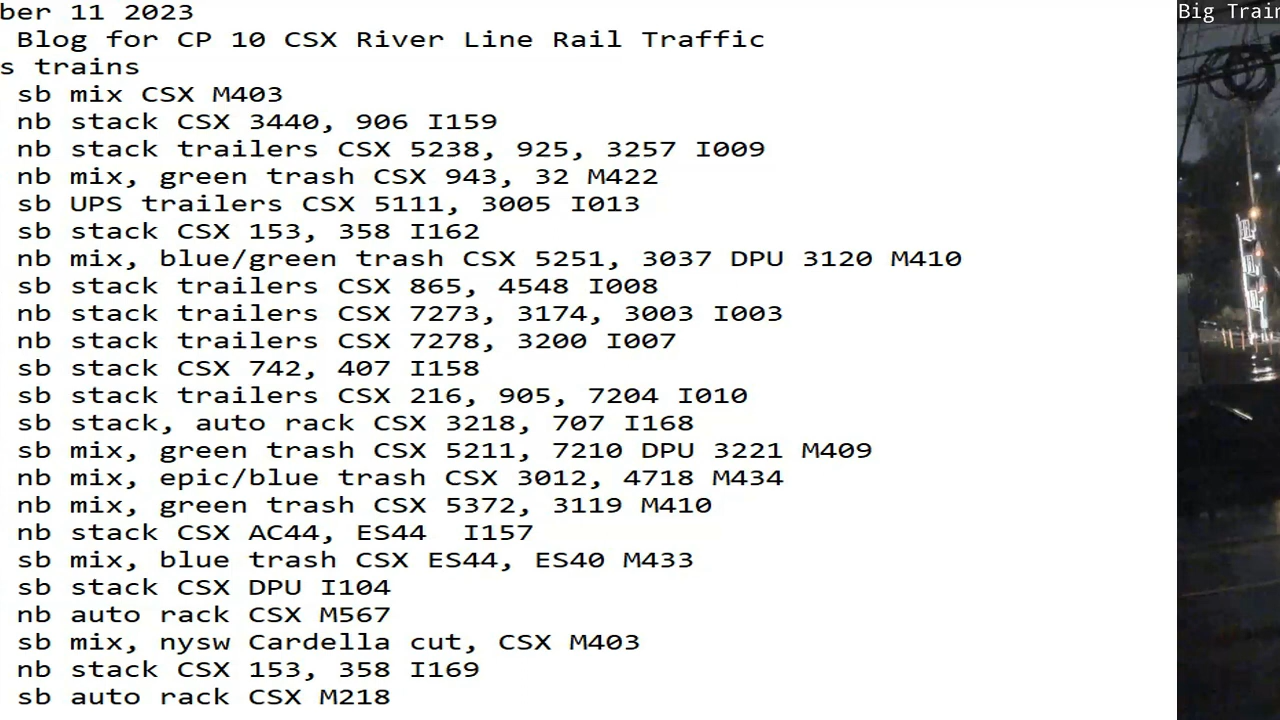 ber 11 2023
Blog for CP 10 CSX River Line Rail Traffic
s trains
sb mix CSX M403
nb stack CSX 3440, 906 I159
nb stack trailers CSX 5238, 925, 3257 I009
nb mix, green trash CSX 943, 32 M422
sb UPS trailers CSX 5111, 3005 I013
sb stack CSX 153, 358 I162
nb mix, blue/green trash CSX 5251, 3037 DPU 3120 M410
sb stack trailers CSX 865, 4548 I008
nb stack trailers CSX 7273, 3174, 3003 I003
nb stack trailers CSX 7278, 3200 I007
sb stack CSX 742, 407 I158
sb stack trailers CSX 216, 905, 7204 I010
sb stack, auto rack CSX 3218, 707 I168
sb mix, green trash CSX 5211, 7210 DPU 3221 M409
nb mix, epic/blue trash CSX 3012, 4718 M434
nb mix, green trash CSX 5372, 3119 M410
nb stack CSX AC44, ES44  I157
sb mix, blue trash CSX ES44, ES40 M433
sb stack CSX DPU I104
nb auto rack CSX M567
sb mix, nysw Cardella cut, CSX M403
nb stack CSX 153, 358 I169
sb auto rack CSX M218
Big Train